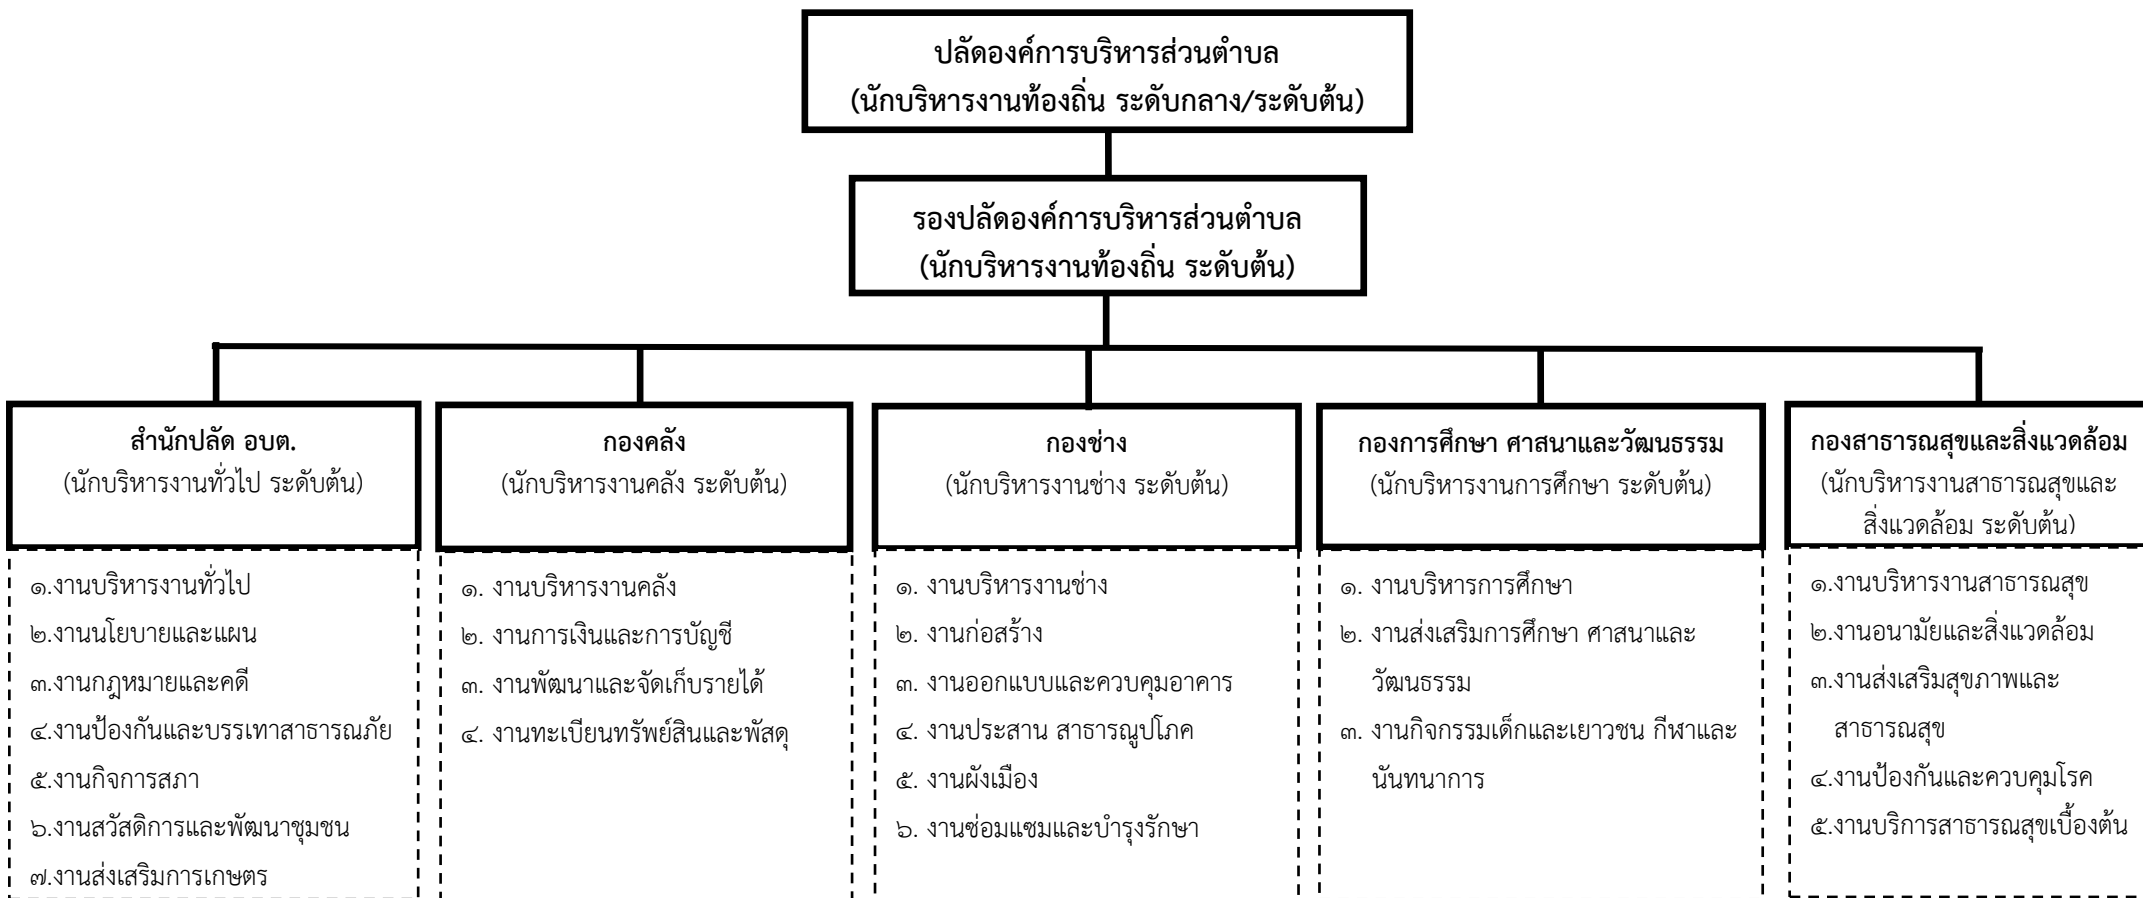 ปลัดองค์การบริหารส่วนตำบล
(นักบริหารงานท้องถิ่น ระดับกลาง/ระดับต้น)
รองปลัดองค์การบริหารส่วนตำบล
(นักบริหารงานท้องถิ่น ระดับต้น)
สำนักปลัด อบต.
(นักบริหารงานทั่วไป ระดับต้น)
๑.งานบริหารงานทั่วไป
๒.งานนโยบายและแผน
๓.งานกฎหมายและคดี
๔.งานป้องกันและบรรเทาสาธารณภัย
๕.งานกิจการสภา
๖.งานสวัสดิการและพัฒนาชุมชน
๗.งานส่งเสริมการเกษตร
กองคลัง
(นักบริหารงานคลัง ระดับต้น)
๑. งานบริหารงานคลัง
๒. งานการเงินและการบัญชี
๓. งานพัฒนาและจัดเก็บรายได้
๔. งานทะเบียนทรัพย์สินและพัสดุ
กองช่าง
(นักบริหารงานช่าง ระดับต้น)
๑. งานบริหารงานช่าง
๒. งานก่อสร้าง
๓. งานออกแบบและควบคุมอาคาร
๔. งานประสาน สาธารณูปโภค
๕. งานผังเมือง
๖. งานซ่อมแซมและบำรุงรักษา
กองการศึกษา ศาสนาและวัฒนธรรม
(นักบริหารงานการศึกษา ระดับต้น)
๑. งานบริหารการศึกษา
๒. งานส่งเสริมการศึกษา ศาสนาและ
วัฒนธรรม
๓. งานกิจกรรมเด็กและเยาวชน กีฬาและ
นันทนาการ
กองสาธารณสุขและสิ่งแวดล้อม
(นักบริหารงานสาธารณสุขและ
สิ่งแวดล้อม ระดับต้น)
๑.งานบริหารงานสาธารณสุข
๒.งานอนามัยและสิ่งแวดล้อม
๓.งานส่งเสริมสุขภาพและ
สาธารณสุข
๔.งานป้องกันและควบคุมโรค
๕.งานบริการสาธารณสุขเบื้องต้น